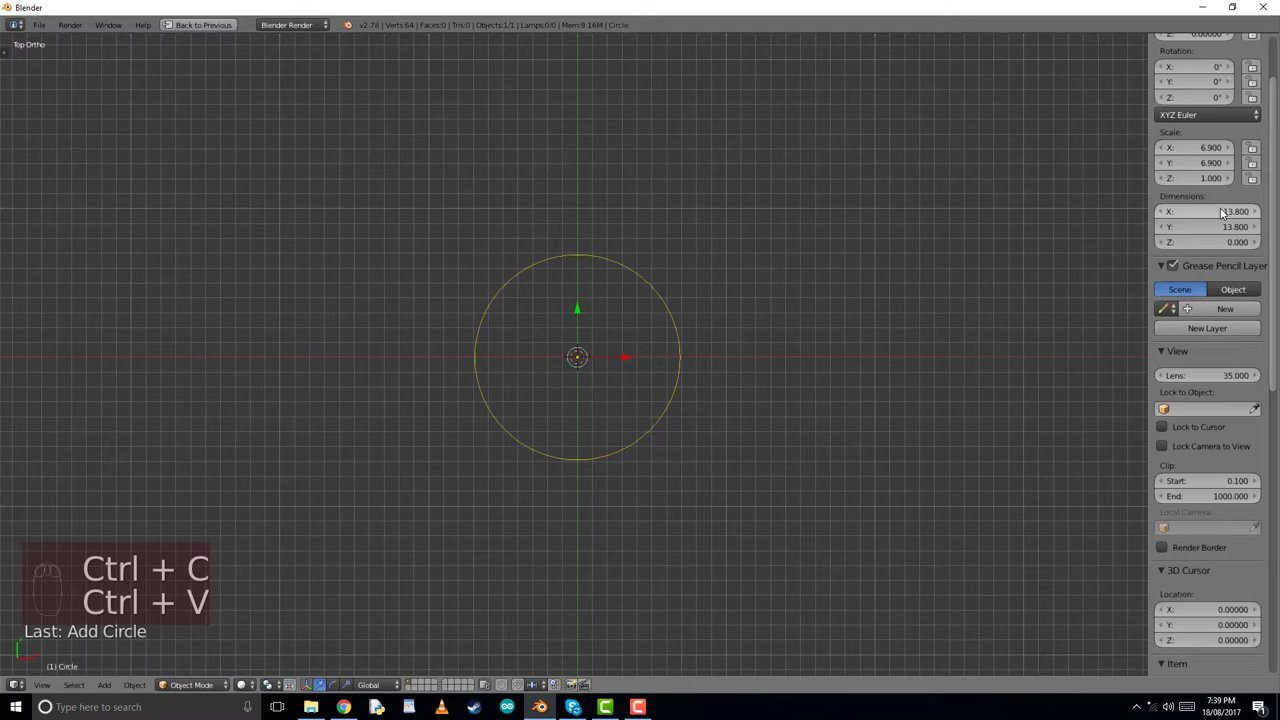 Blender
File Render Window Help Back to Previous Blender Render v2.78 | Verts:64 | Faces:0 | Tris:0 | Objects:1/1 | Lamps:0/0 | Mem:9.16M | Circle
Top Ortho
Z: 0.00000
Rotation:
X: 0°
Y: 0°
Z: 0°
XYZ Euler
Scale:
X: 6.900
Y: 6.900
Z: 1.000
Dimensions:
X: 13.800
Y: 13.800
Z: 0.000
Grease Pencil Layer
Scene Object
New
New Layer
View
Lens: 35.000
Lock to Object:
Lock to Cursor
Lock Camera to View
Clip:
Start: 0.100
End: 1000.000
Local Camera:
Render Border
3D Cursor
Location:
X: 0.00000
Y: 0.00000
Z: 0.00000
Item
Ctrl + C
Ctrl + V
Last: Add Circle
(1) Circle
View Select Add Object Object Mode Global
Type here to search
7:39 PM
18/08/2017